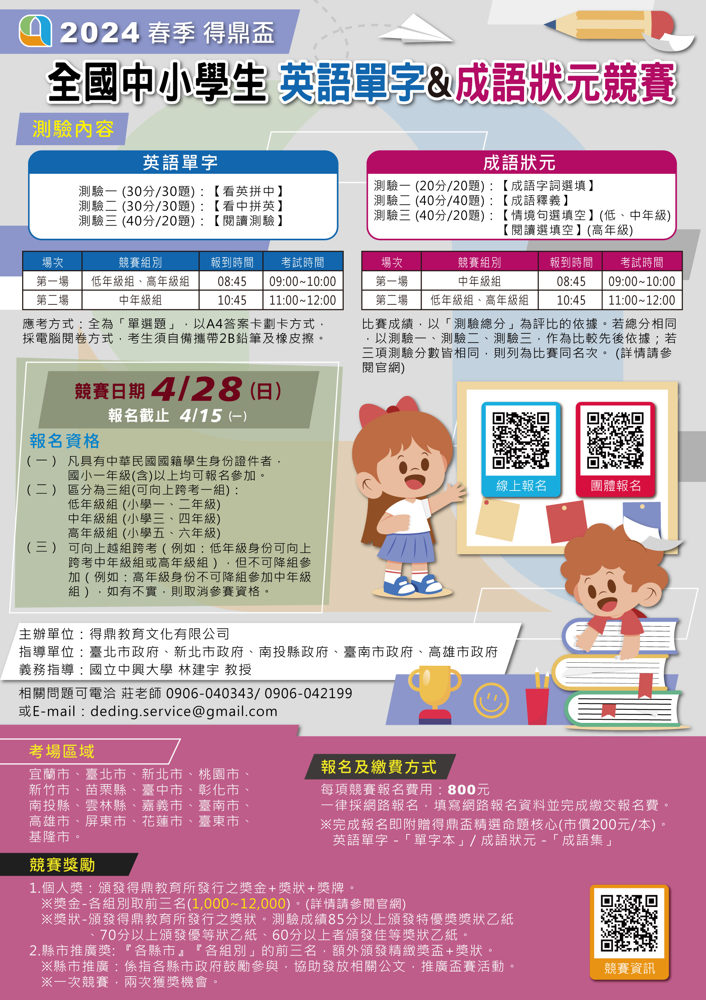 2024 春季 得鼎盃
全國中小學生 英語單字&成語狀元競賽
測驗內容
英語單字
測驗一 (30分/30題)：【看英拼中】
測驗二 (30分/30題)：【看中拼英】
測驗三 (40分/20題)：【閱讀測驗】
成語狀元
測驗一 (20分/20題)：【成語字詞選填】
測驗二 (40分/40題)：【成語釋義】
測驗三 (40分/20題)：【情境句選填空】(低、中年級)
【閱讀選填空】(高年級)
場次 競賽組別 報到時間 考試時間
第一場 低年級組、高年級組 08:45 09:00~10:00
第二場 中年級組 10:45 11:00~12:00
場次 競賽組別 報到時間 考試時間
第一場 中年級組 08:45 09:00~10:00
第二場 低年級組、高年級組 10:45 11:00~12:00
應考方式：全為「單選題」，以A4答案卡劃卡方式，
採電腦閱卷方式，考生須自備攜帶2B鉛筆及橡皮擦。
比賽成績，以「測驗總分」為評比的依據。若總分相同
，以測驗一、測驗二、測驗三，作為比較先後依據；若
三項測驗分數皆相同，則列為比賽同名次。 (詳情請參
閱官網)
競賽日期 4/28 (日)
報名截止 4/15 (一)
報名資格
(一) 凡具有中華民國國籍學生身份證件者，
國小一年級(含)以上均可報名參加。
(二) 區分為三組(可向上跨考一組)：
低年級組 (小學一、二年級)
中年級組 (小學三、四年級)
高年級組 (小學五、六年級)
(三) 可向上越組跨考 ( 例如：低年級身份可向上
跨考中年級組或高年級組 ) ，但不可降組參
加 ( 例如：高年級身份不可降組參加中年級
組 ) ，如有不實，則取消參賽資格。
線上報名
團體報名
主辦單位：得鼎教育文化有限公司
指導單位：臺北市政府、新北市政府、南投縣政府、臺南市政府、高雄市政府
義務指導：國立中興大學 林建宇 教授
相關問題可電洽 莊老師 0906-040343/ 0906-042199
或E-mail：deding.service@gmail.com
考場區域
宜蘭市、臺北市、新北市、桃園市、
新竹市、苗栗縣、臺中市、彰化市、
南投縣、雲林縣、嘉義市、臺南市、
高雄市、屏東市、花蓮市、臺東市、
基隆市。
報名及繳費方式
每項競賽報名費用：800元
一律採網路報名，填寫網路報名資料並完成繳交報名費。
※完成報名即附贈得鼎盃精選命題核心(市價200元/本)。
英語單字 -「單字本」/ 成語狀元 -「成語集」
競賽獎勵
1.個人獎：頒發得鼎教育所發行之獎金+獎狀+獎牌。
※獎金-各組別取前三名(1,000~12,000)。(詳情請參閱官網)
※獎狀-頒發得鼎教育所發行之獎狀。測驗成績85分以上頒發特優獎獎狀乙紙
、70分以上頒發優等狀乙紙、60分以上者頒發佳等獎狀乙紙。
2.縣市推廣獎:『各縣市』『各組別」的前三名，額外頒發精緻獎盃+獎狀。
※縣市推廣：係指各縣市政府鼓勵參與，協助發放相關公文，推廣盃賽活動。
※一次競賽，兩次獲獎機會。
競賽資訊